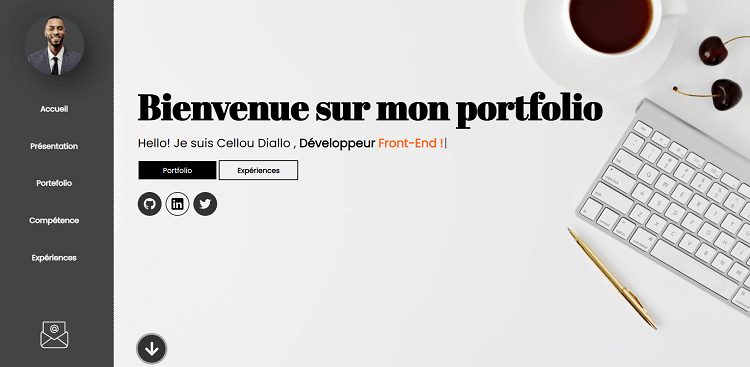 Accueil
Présentation
Portefolio
Compétence
Expériences
Bienvenue sur mon portfolio
Hello! Je suis Cellou Diallo , Développeur Front-End !|
Portfolio
Expériences